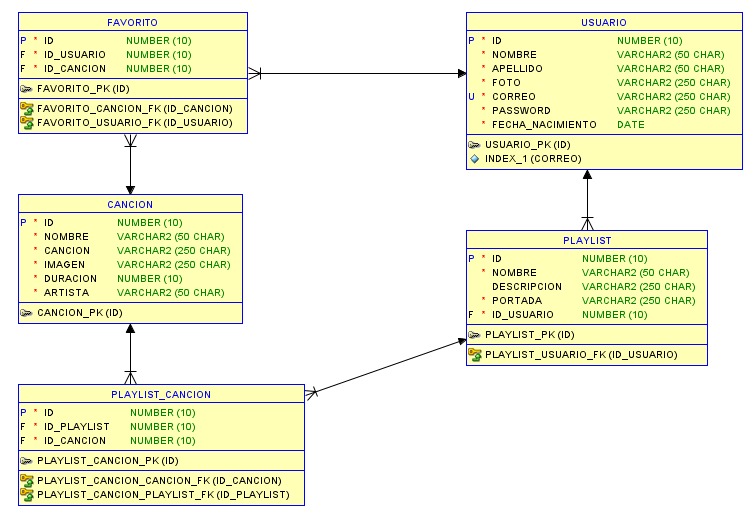 FAVORITO
P * ID NUMBER (10)
F * ID_USUARIO NUMBER (10)
F * ID_CANCION NUMBER (10)
FAVORITO_PK (ID)
FAVORITO_CANCION_FK (ID_CANCION)
FAVORITO_USUARIO_FK (ID_USUARIO)
USUARIO
P * ID NUMBER (10)
* NOMBRE VARCHAR2 (50 CHAR)
* APELLIDO VARCHAR2 (50 CHAR)
* FOTO VARCHAR2 (250 CHAR)
U * CORREO VARCHAR2 (250 CHAR)
* PASSWORD VARCHAR2 (250 CHAR)
* FECHA_NACIMIENTO DATE
USUARIO_PK (ID)
INDEX_1 (CORREO)
CANCION
P * ID NUMBER (10)
* NOMBRE VARCHAR2 (50 CHAR)
* CANCION VARCHAR2 (250 CHAR)
* IMAGEN VARCHAR2 (250 CHAR)
* DURACION NUMBER (10)
* ARTISTA VARCHAR2 (50 CHAR)
CANCION_PK (ID)
PLAYLIST
P * ID NUMBER (10)
* NOMBRE VARCHAR2 (50 CHAR)
DESCRIPCION VARCHAR2 (250 CHAR)
* PORTADA VARCHAR2 (250 CHAR)
F * ID_USUARIO NUMBER (10)
PLAYLIST_PK (ID)
PLAYLIST_USUARIO_FK (ID_USUARIO)
PLAYLIST_CANCION
P * ID NUMBER (10)
F * ID_PLAYLIST NUMBER (10)
F * ID_CANCION NUMBER (10)
PLAYLIST_CANCION_PK (ID)
PLAYLIST_CANCION_CANCION_FK (ID_CANCION)
PLAYLIST_CANCION_PLAYLIST_FK (ID_PLAYLIST)